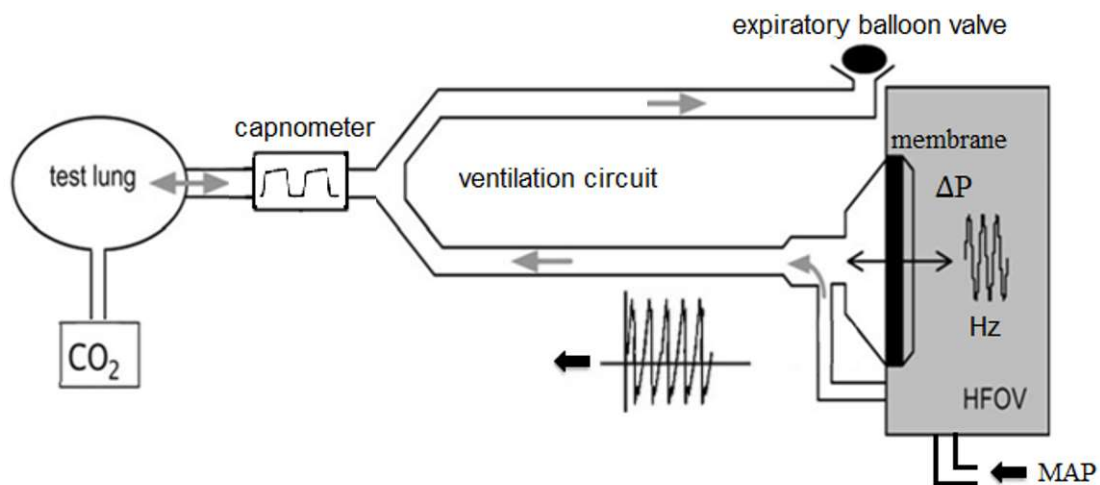 expiratory balloon valve
capnometer
membrane
test lung
ventilation circuit
ΔP
Hz
CO₂
HFOV
MAP